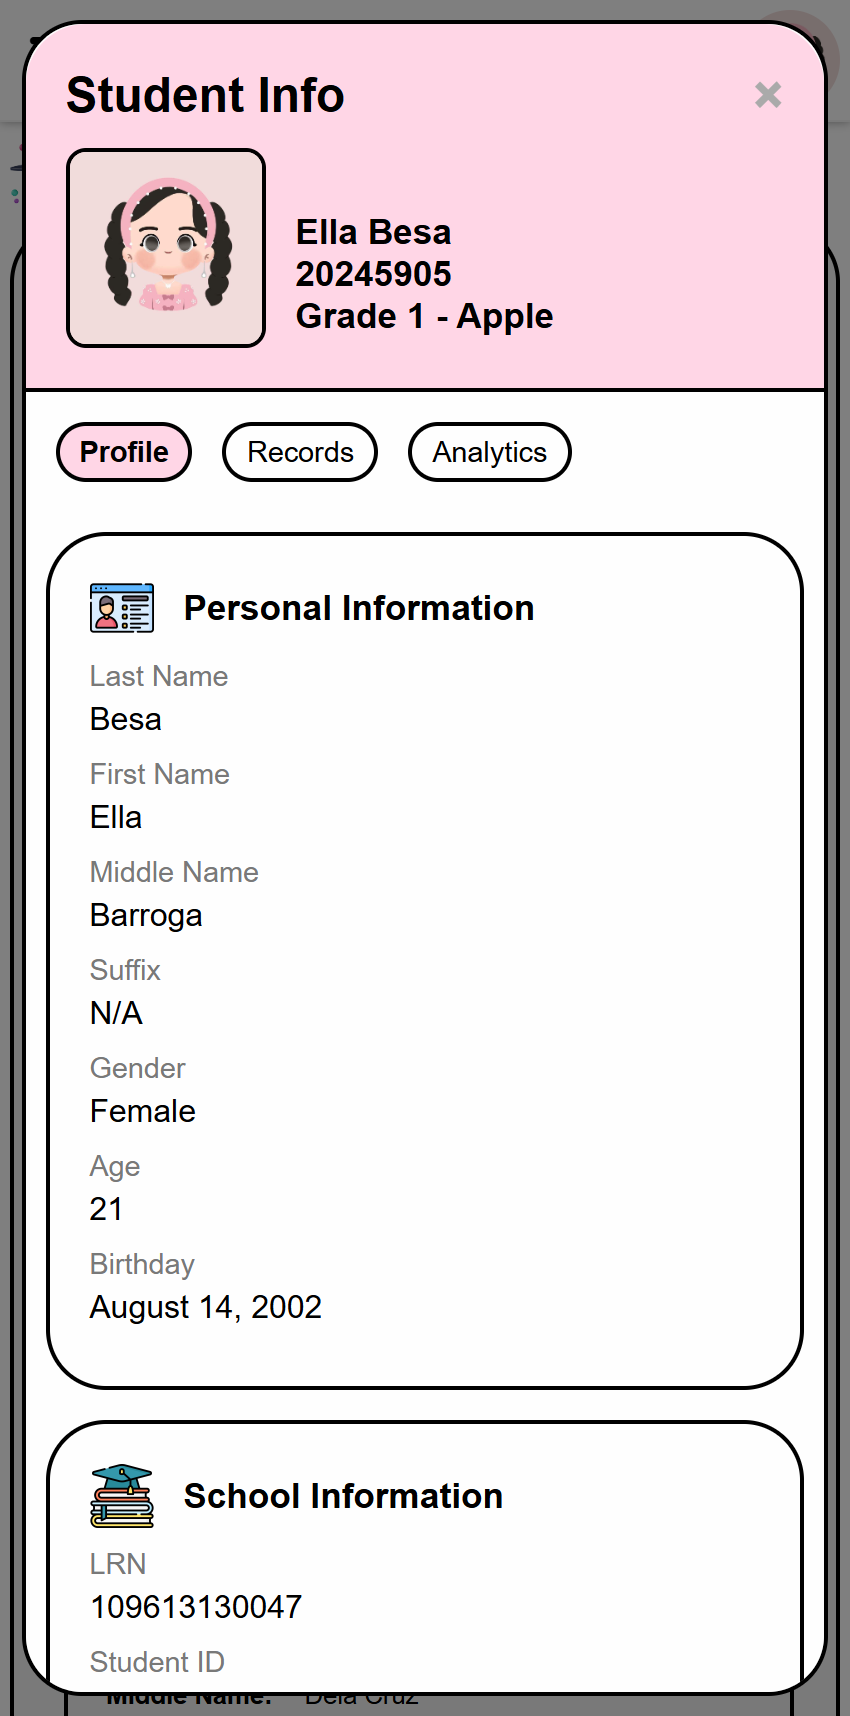 Student Info
Ella Besa
20245905
Grade 1 - Apple
Profile Records Analytics
Personal Information
Last Name
Besa
First Name
Ella
Middle Name
Barroga
Suffix
N/A
Gender
Female
Age
21
Birthday
August 14, 2002
School Information
LRN
109613130047
Student ID
Middle Name: Dela Cruz